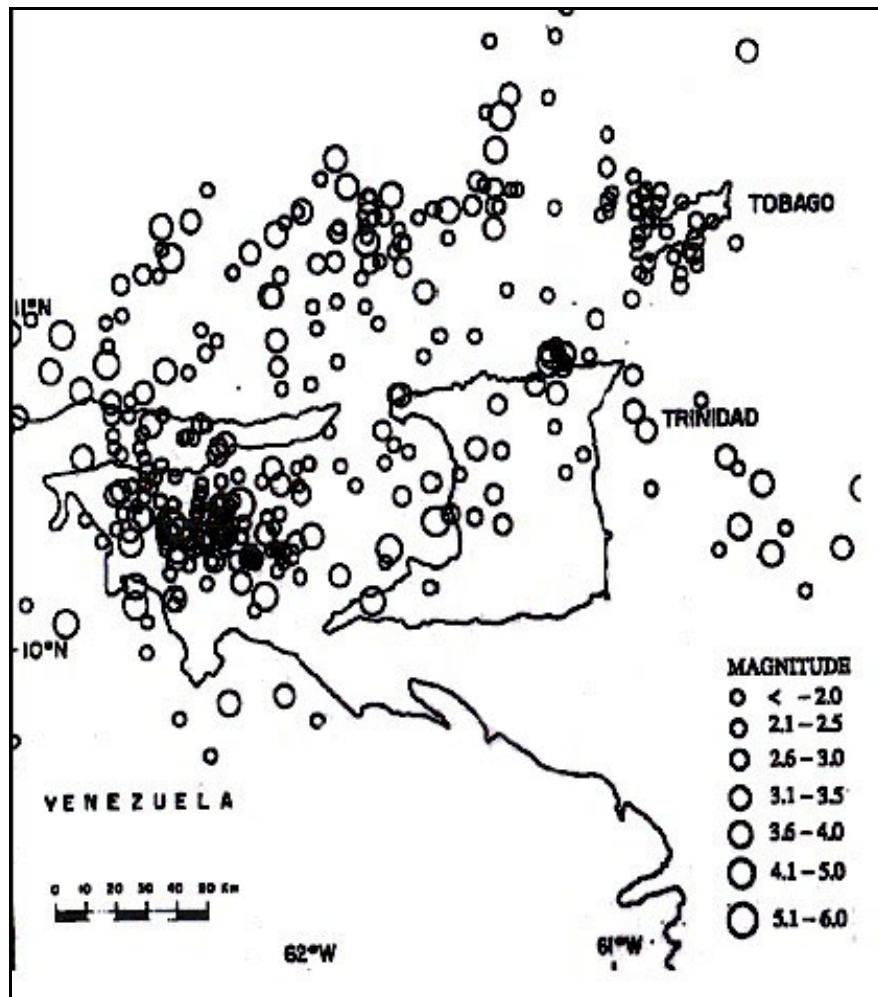 TOBAGO
11°N
TRINIDAD
10°N
MAGNITUDE
< -2.0
2.1-2.5
2.6-3.0
3.1-3.5
3.6-4.0
4.1-5.0
5.1-6.0
VENEZUELA
0 10 20 30 40 50 Km
62°W
61°W